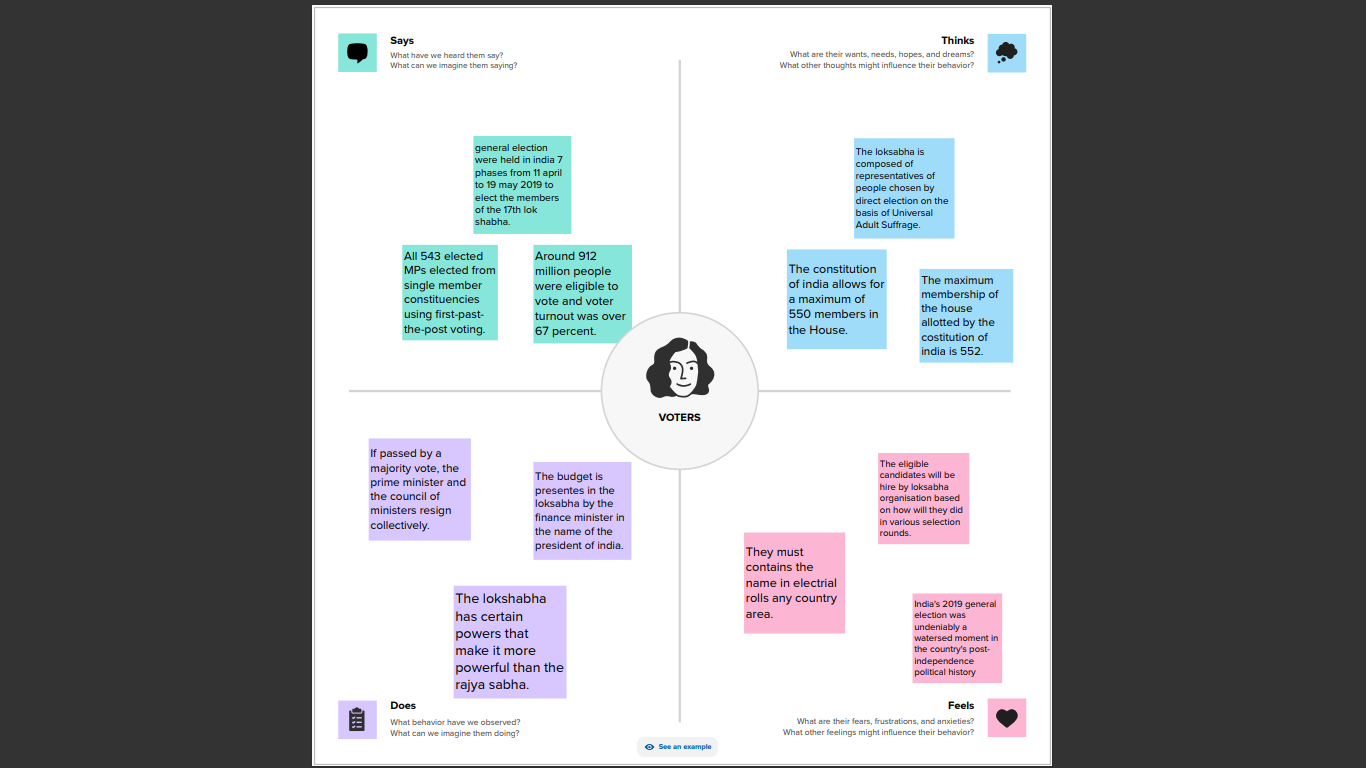 Says
What have we heard them say?
What can we imagine them saying?
Thinks
What are their wants, needs, hopes, and dreams?
What other thoughts might influence their behavior?
general election
were held in india 7
phases from 11 april
to 19 may 2019 to
elect the members
of the 17th lok
shabha.
All 543 elected
MPs elected from
single member
constituencies
using first-past-
the-post voting.
Around 912
million people
were eligible to
vote and voter
turnout was over
67 percent.
The loksabha is
composed of
representatives of
people chosen by
direct election on the
basis of Universal
Adult Suffrage.
The constitution
of india allows for
a maximum of
550 members in
the House.
The maximum
membership of
the house
allotted by the
costitution of
india is 552.
VOTERS
If passed by a
majority vote, the
prime minister and
the council of
ministers resign
collectively.
The budget is
presentes in the
loksabha by the
finance minister in
the name of the
president of india.
The lokshabha
has certain
powers that
make it more
powerful than the
rajya sabha.
The eligible
candidates will be
hire by loksabha
organisation based
on how will they did
in various selection
rounds.
They must
contains the
name in electrial
rolls any country
area.
India's 2019 general
election was
undeniably a
watersed moment in
the country's post-
independence
political history
Does
What behavior have we observed?
What can we imagine them doing?
Feels
What are their fears, frustrations, and anxieties?
What other feelings might influence their behavior?
See an example